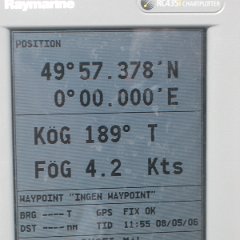 Raymarine RC435i CHARTPLOTTER
POSITION
49°57.378'N
0°00.000'E
KÖG 189° T
FÖG 4.2 Kts
WAYPOINT "INGEN WAYPOINT"
BRG ----T GPS FIX OK
DST ----nm TID 11:55 08/05/06